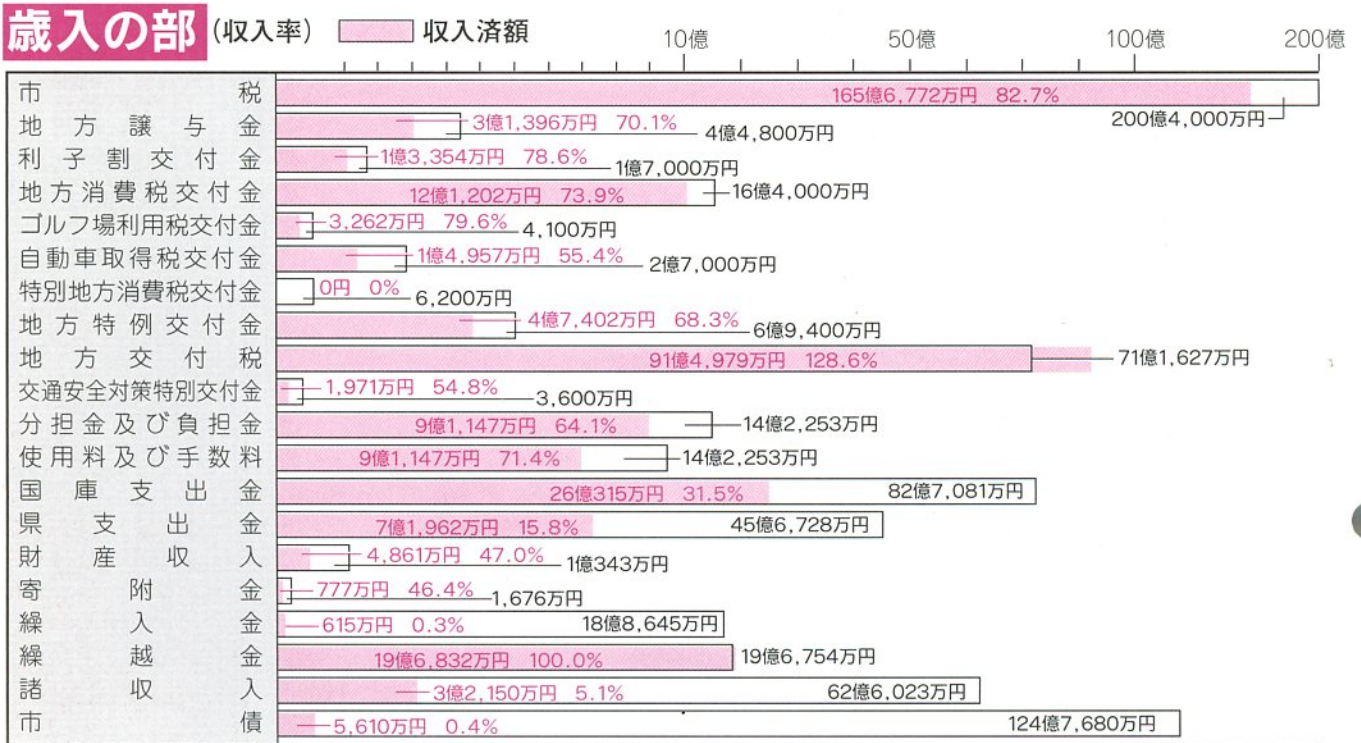 歳入の部 (収入率) 収入済額
10億 50億 100億 200億
市税 165億6,772万円 82.7% 200億4,000万円
地方譲与金 3億1,396万円 70.1% 4億4,800万円
利子割交付金 1億3,354万円 78.6% 1億7,000万円
地方消費税交付金 12億1,202万円 73.9% 16億4,000万円
ゴルフ場利用税交付金 3,262万円 79.6% 4,100万円
自動車取得税交付金 1億4,957万円 55.4% 2億7,000万円
特別地方消費税交付金 0円 0% 6,200万円
地方特例交付金 4億7,402万円 68.3% 6億9,400万円
地方交付税 91億4,979万円 128.6% 71億1,627万円
交通安全対策特別交付金 1,971万円 54.8% 3,600万円
分担金及び負担金 9億1,147万円 64.1% 14億2,253万円
使用料及び手数料 9億1,147万円 71.4% 14億2,253万円
国庫支出金 26億315万円 31.5% 82億7,081万円
県支出金 7億1,962万円 15.8% 45億6,728万円
財産収入 4,861万円 47.0% 1億343万円
寄附金 777万円 46.4% 1,676万円
繰入金 615万円 0.3% 18億8,645万円
繰越金 19億6,832万円 100.0% 19億6,754万円
諸収入 3億2,150万円 5.1% 62億6,023万円
市債 5,610万円 0.4% 124億7,680万円